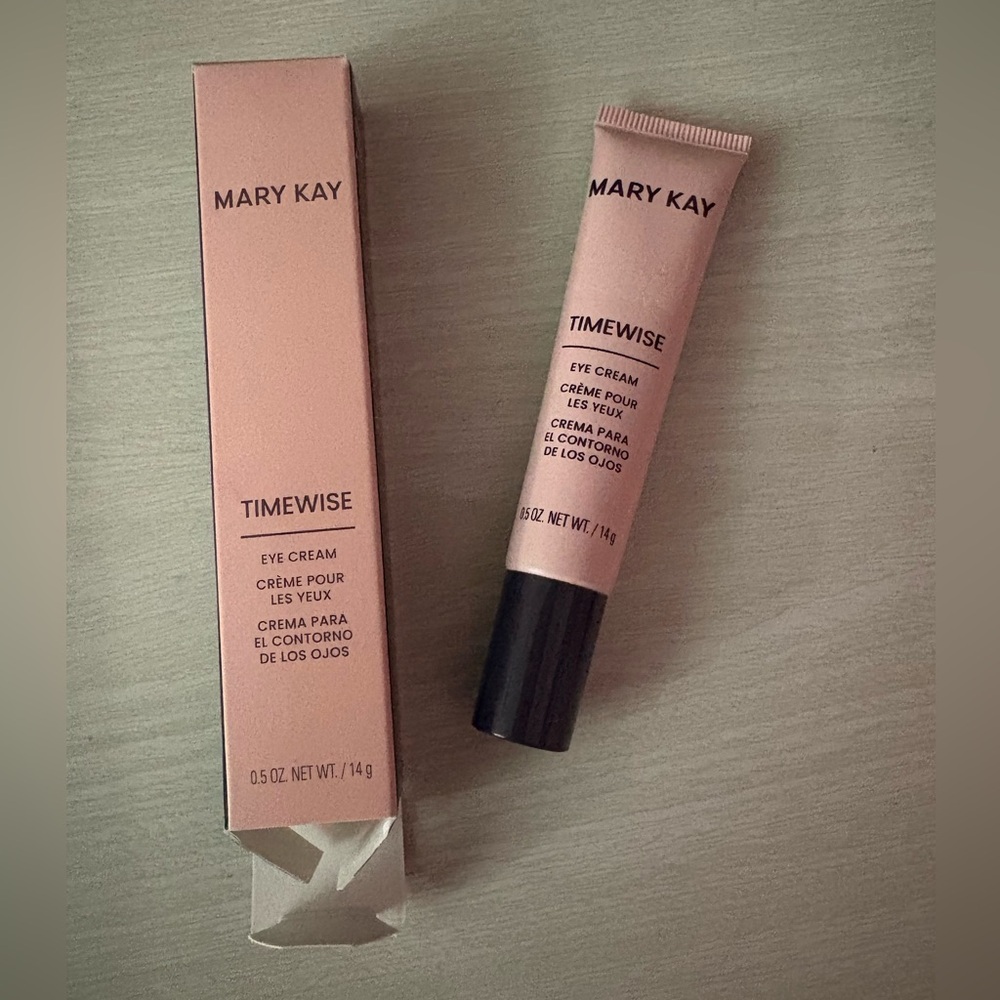 MARY KAY
TIMEWISE
EYE CREAM
CRÈME POUR
LES YEUX
CREMA PARA
EL CONTORNO
DE LOS OJOS
0.5 OZ. NET WT. / 14 g
MARY KAY
TIMEWISE
EYE CREAM
CRÈME POUR
LES YEUX
CREMA PARA
EL CONTORNO
DE LOS OJOS
0.5 OZ. NET WT. / 14 g